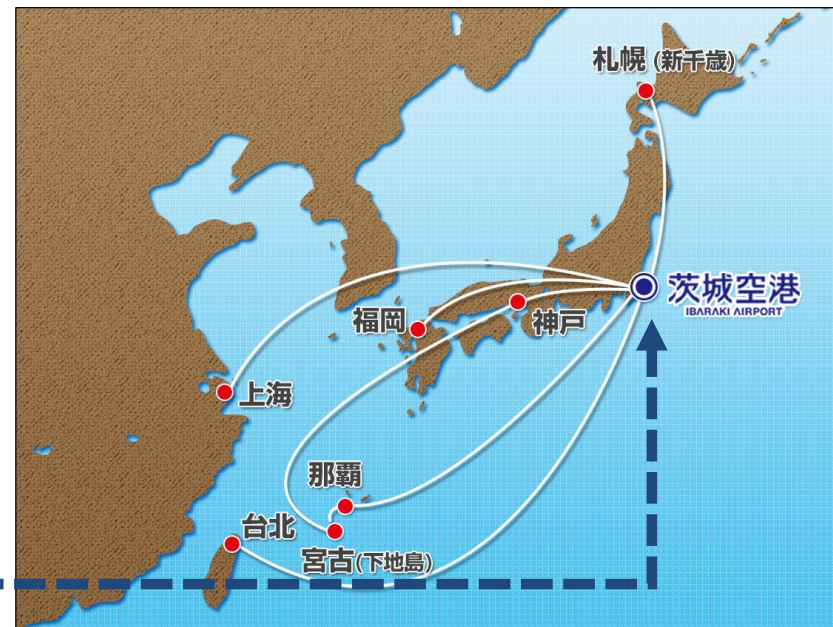 札幌(新千歳)
茨城空港
IBARAKI AIRPORT
福岡
神戸
上海
那覇
台北
宮古(下地島)